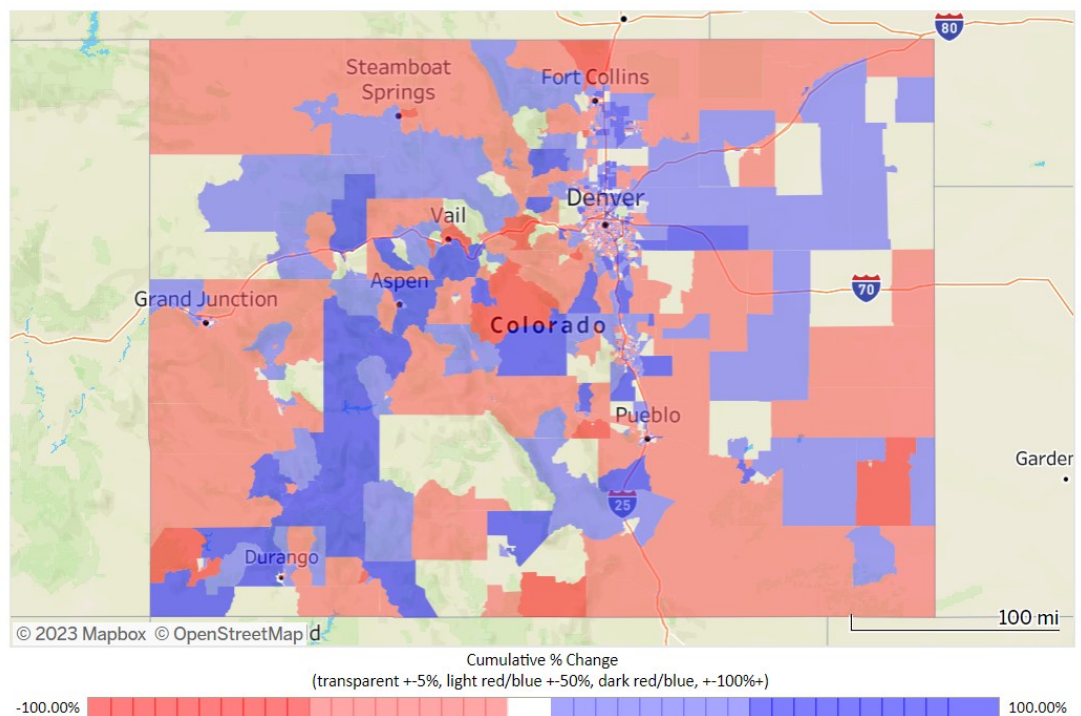 80
Steamboat
Springs
Fort Collins
Denver
Vail
Aspen
70
Grand Junction
Colorado
Pueblo
Garder
25
Durango
100 mi
© 2023 Mapbox © OpenStreetMap d
Cumulative % Change
(transparent +-5%, light red/blue +-50%, dark red/blue, +-100%+)
-100.00% 100.00%